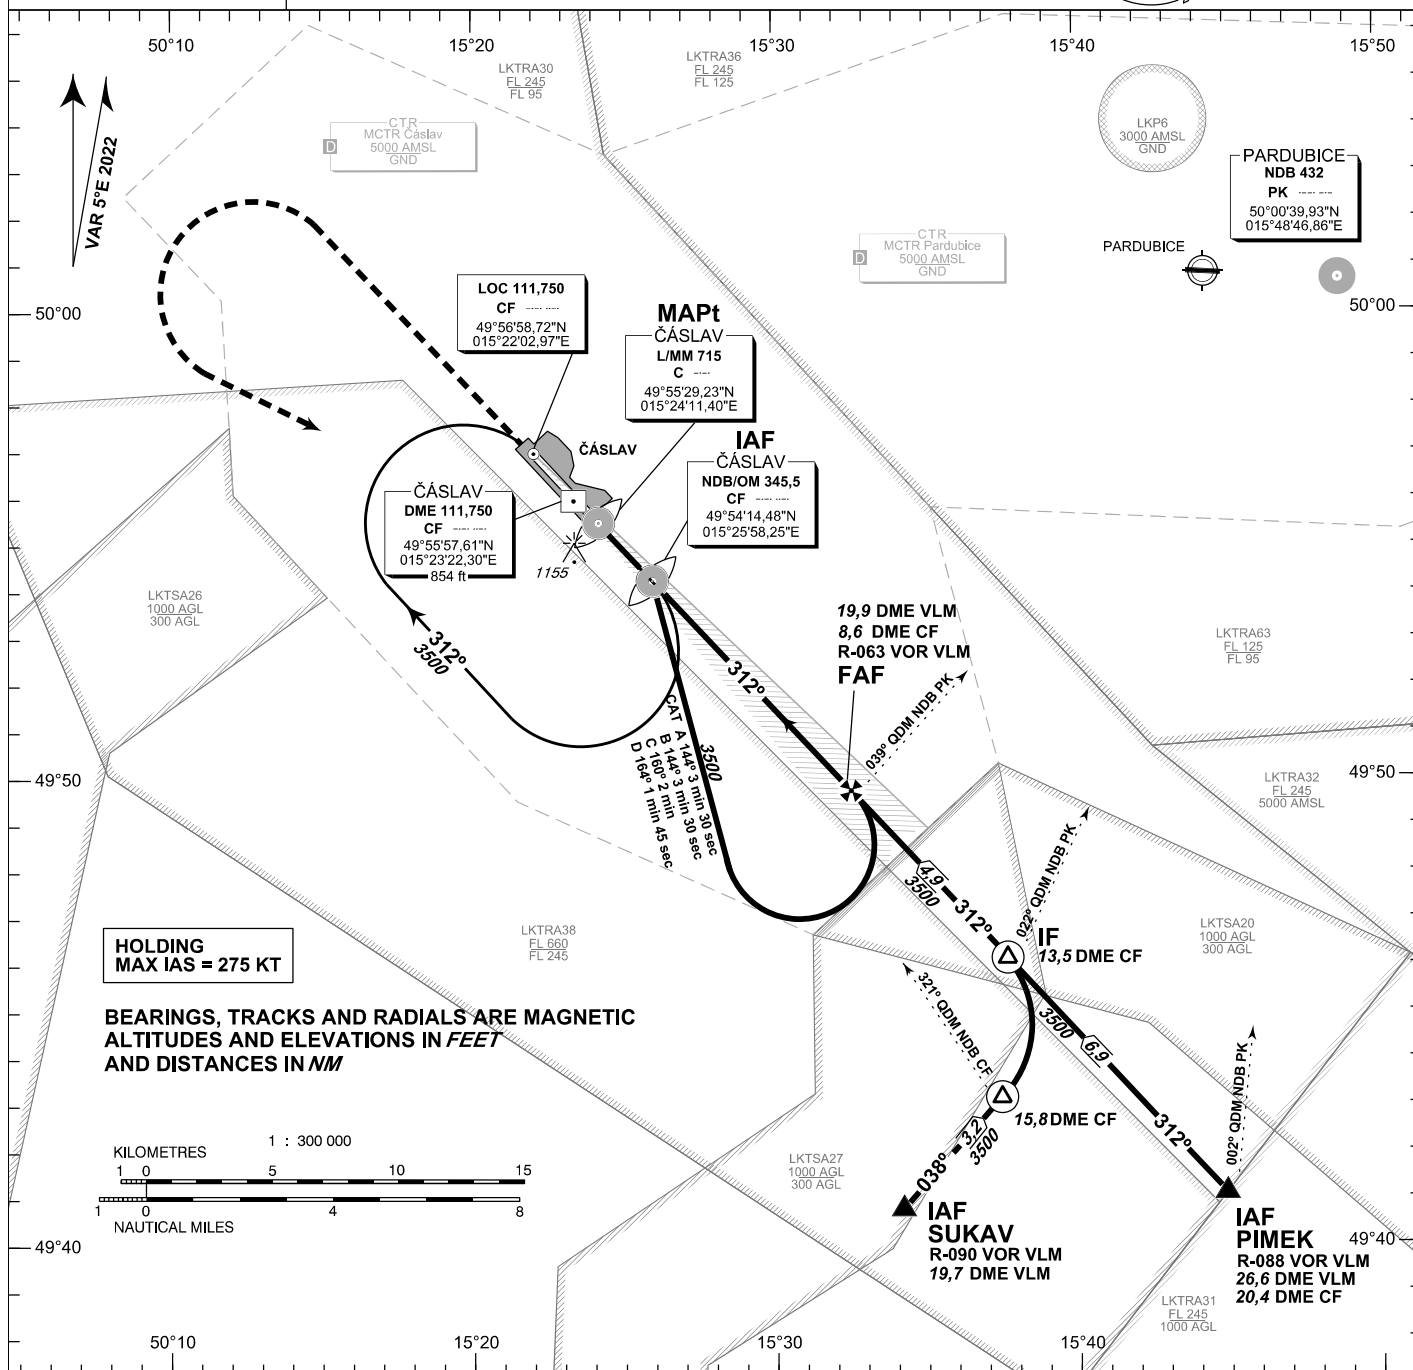 50°10
15°20
15°30
15°40
15°50
VAR 5°E 2022
LKTRA30
FL 245
FL 95
LKTRA36
FL 245
FL 125
CTR
MCTR Čáslav
5000 AMSL
GND
D
LKP6
3000 AMSL
GND
PARDUBICE
NDB 432
PK
50°00'39,93"N
015°48'46,86"E
CTR
MCTR Pardubice
5000 AMSL
GND
D
PARDUBICE
50°00
50°00
LOC 111,750
CF
49°56'58,72"N
015°22'02,97"E
MAPt
ČÁSLAV
L/MM 715
C
49°55'29,23"N
015°24'11,40"E
IAF
ČÁSLAV
NDB/OM 345,5
CF
49°54'14,48"N
015°25'58,25"E
ČÁSLAV
ČÁSLAV
DME 111,750
CF
49°55'57,61"N
015°23'22,30"E
854 ft
1155
LKTSA26
1000 AGL
300 AGL
312°
3500
19,9 DME VLM
8,6 DME CF
R-063 VOR VLM
FAF
LKTRA63
FL 125
FL 95
312°
039° QDM NDB PK
3500
CAT A 144° 3 min 30 sec
B 144° 3 min 30 sec
C 160° 2 min
D 164° 1 min 45 sec
49°50
49°50
LKTRA32
FL 245
5000 AMSL
4,9
3500
312°
022° QDM NDB PK
IF
13,5 DME CF
LKTSA20
1000 AGL
300 AGL
LKTRA38
FL 660
FL 245
HOLDING
MAX IAS = 275 KT
BEARINGS, TRACKS AND RADIALS ARE MAGNETIC
ALTITUDES AND ELEVATIONS IN FEET
AND DISTANCES IN NM
321° QDM NDB CF
3500
6,9
312°
002° QDM NDB PK
15,8 DME CF
038°
3,2
3500
1 : 300 000
KILOMETRES
1 0 5 10 15
1 0 4 8
NAUTICAL MILES
LKTSA27
1000 AGL
300 AGL
IAF
SUKAV
R-090 VOR VLM
19,7 DME VLM
IAF
PIMEK
R-088 VOR VLM
26,6 DME VLM
20,4 DME CF
49°40
49°40
LKTRA31
FL 245
1000 AGL
50°10
15°20
15°30
15°40